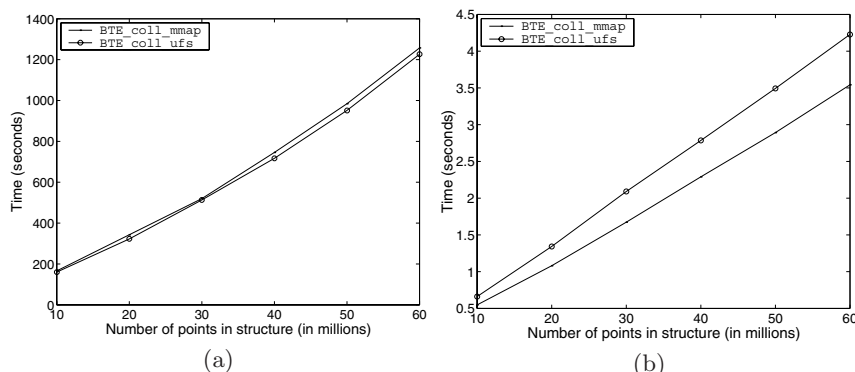 1400
1200
1000
800
600
400
200
0
10
20
30
40
50
60
Time (seconds)
Number of points in structure (in millions)
BTE_coll_mmap
BTE_coll_ufs
(a)
4.5
4
3.5
3
2.5
2
1.5
1
0.5
10
20
30
40
50
60
Time (seconds)
Number of points in structure (in millions)
BTE_coll_mmap
BTE_coll_ufs
(b)